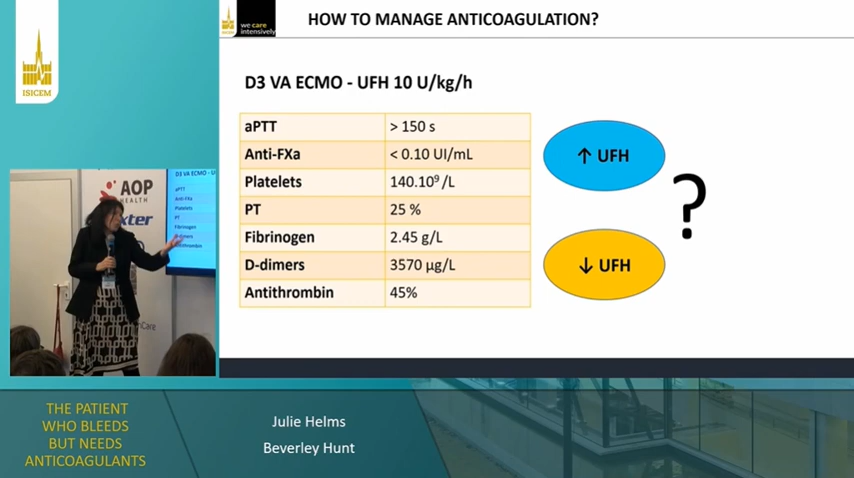 ISICEM
we care
intensively
HOW TO MANAGE ANTICOAGULATION?
D3 VA ECMO - UFH 10 U/kg/h
aPTT > 150 s
Anti-FXa < 0.10 UI/mL
Platelets 140.10⁹ /L
PT 25 %
Fibrinogen 2.45 g/L
D-dimers 3570 µg/L
Antithrombin 45%
↑ UFH
↓ UFH
?
AOP
HEALTH
xter
D3 VA ECMO - U
aPTT
Anti-FXa
Platelets
PT
Fibrinogen
D-dimers
Antithrombin
Care
THE PATIENT
WHO BLEEDS
BUT NEEDS
ANTICOAGULANTS
Julie Helms
Beverley Hunt